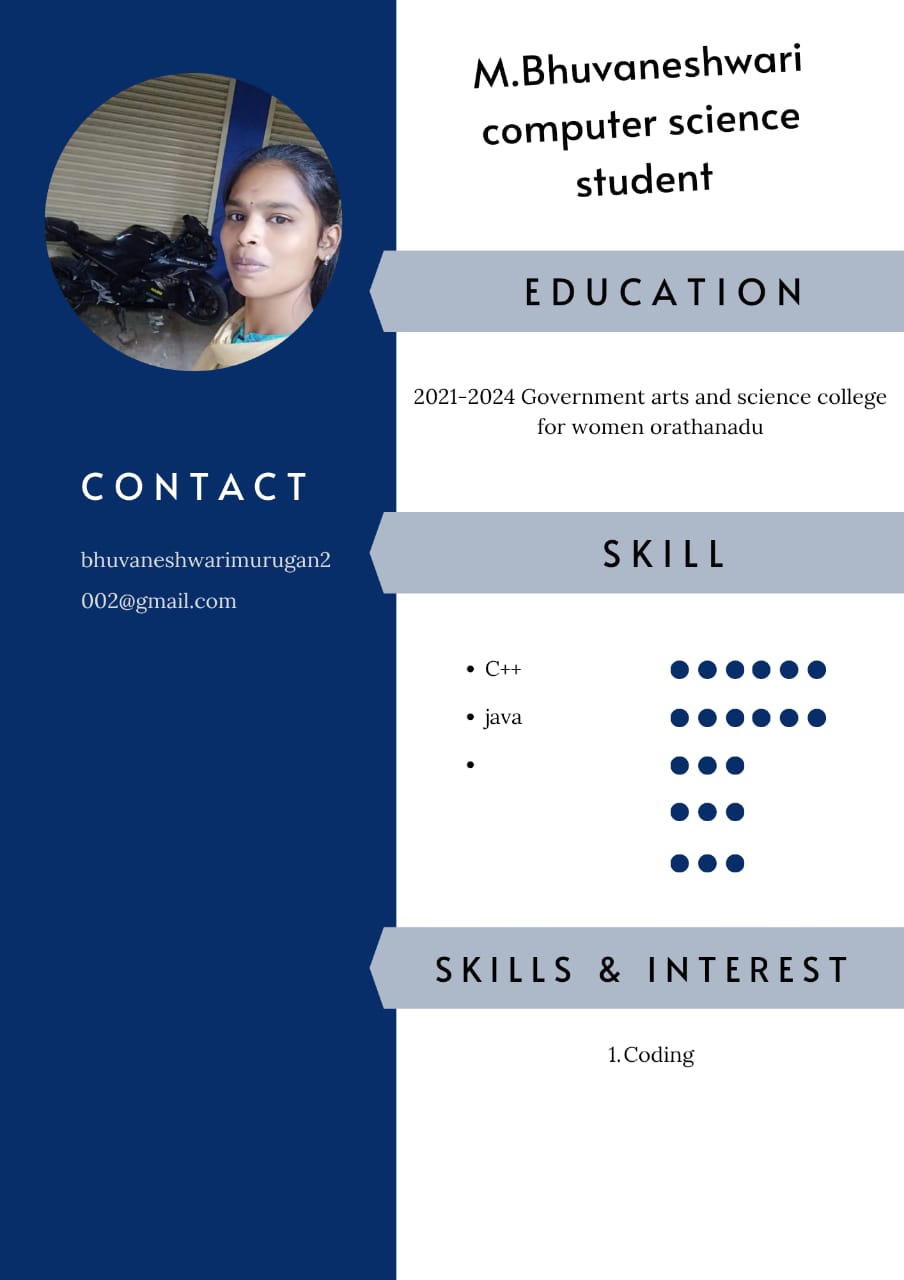 M.Bhuvaneshwari
computer science
student
EDUCATION
2021-2024 Government arts and science college
for women orathanadu
CONTACT
bhuvaneshwarimurugan2
002@gmail.com
SKILL
• C++
• java
•
SKILLS & INTEREST
1. Coding